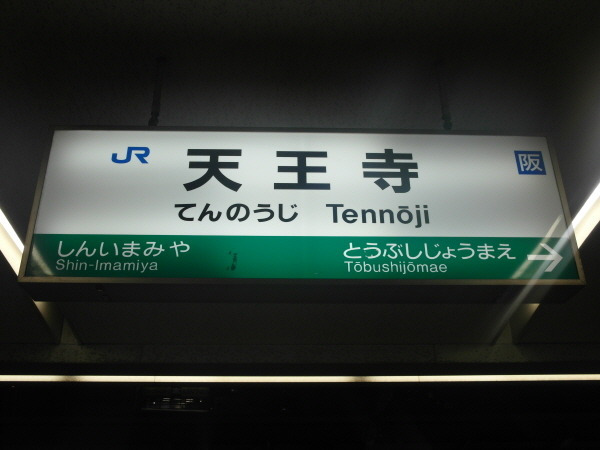 JR 天王寺 阪
てんのうじ Tennōji
しんいまみや とうぶしじょうまえ →
Shin-Imamiya Tōbushijōmae